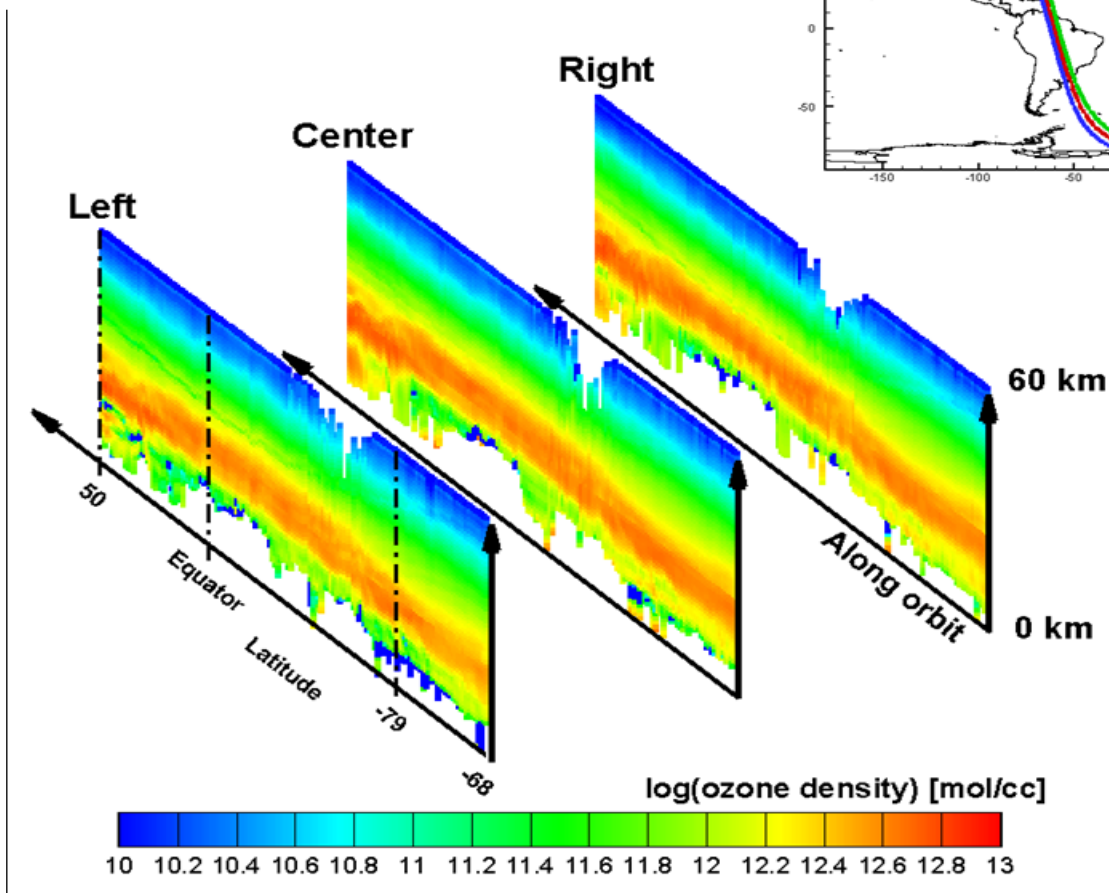 0
-50
-150
-100
-50
Right
Center
Left
60 km
Along orbit
0 km
50
Equator
Latitude
-79
-68
log(ozone density) [mol/cc]
10 10.2 10.4 10.6 10.8 11 11.2 11.4 11.6 11.8 12 12.2 12.4 12.6 12.8 13